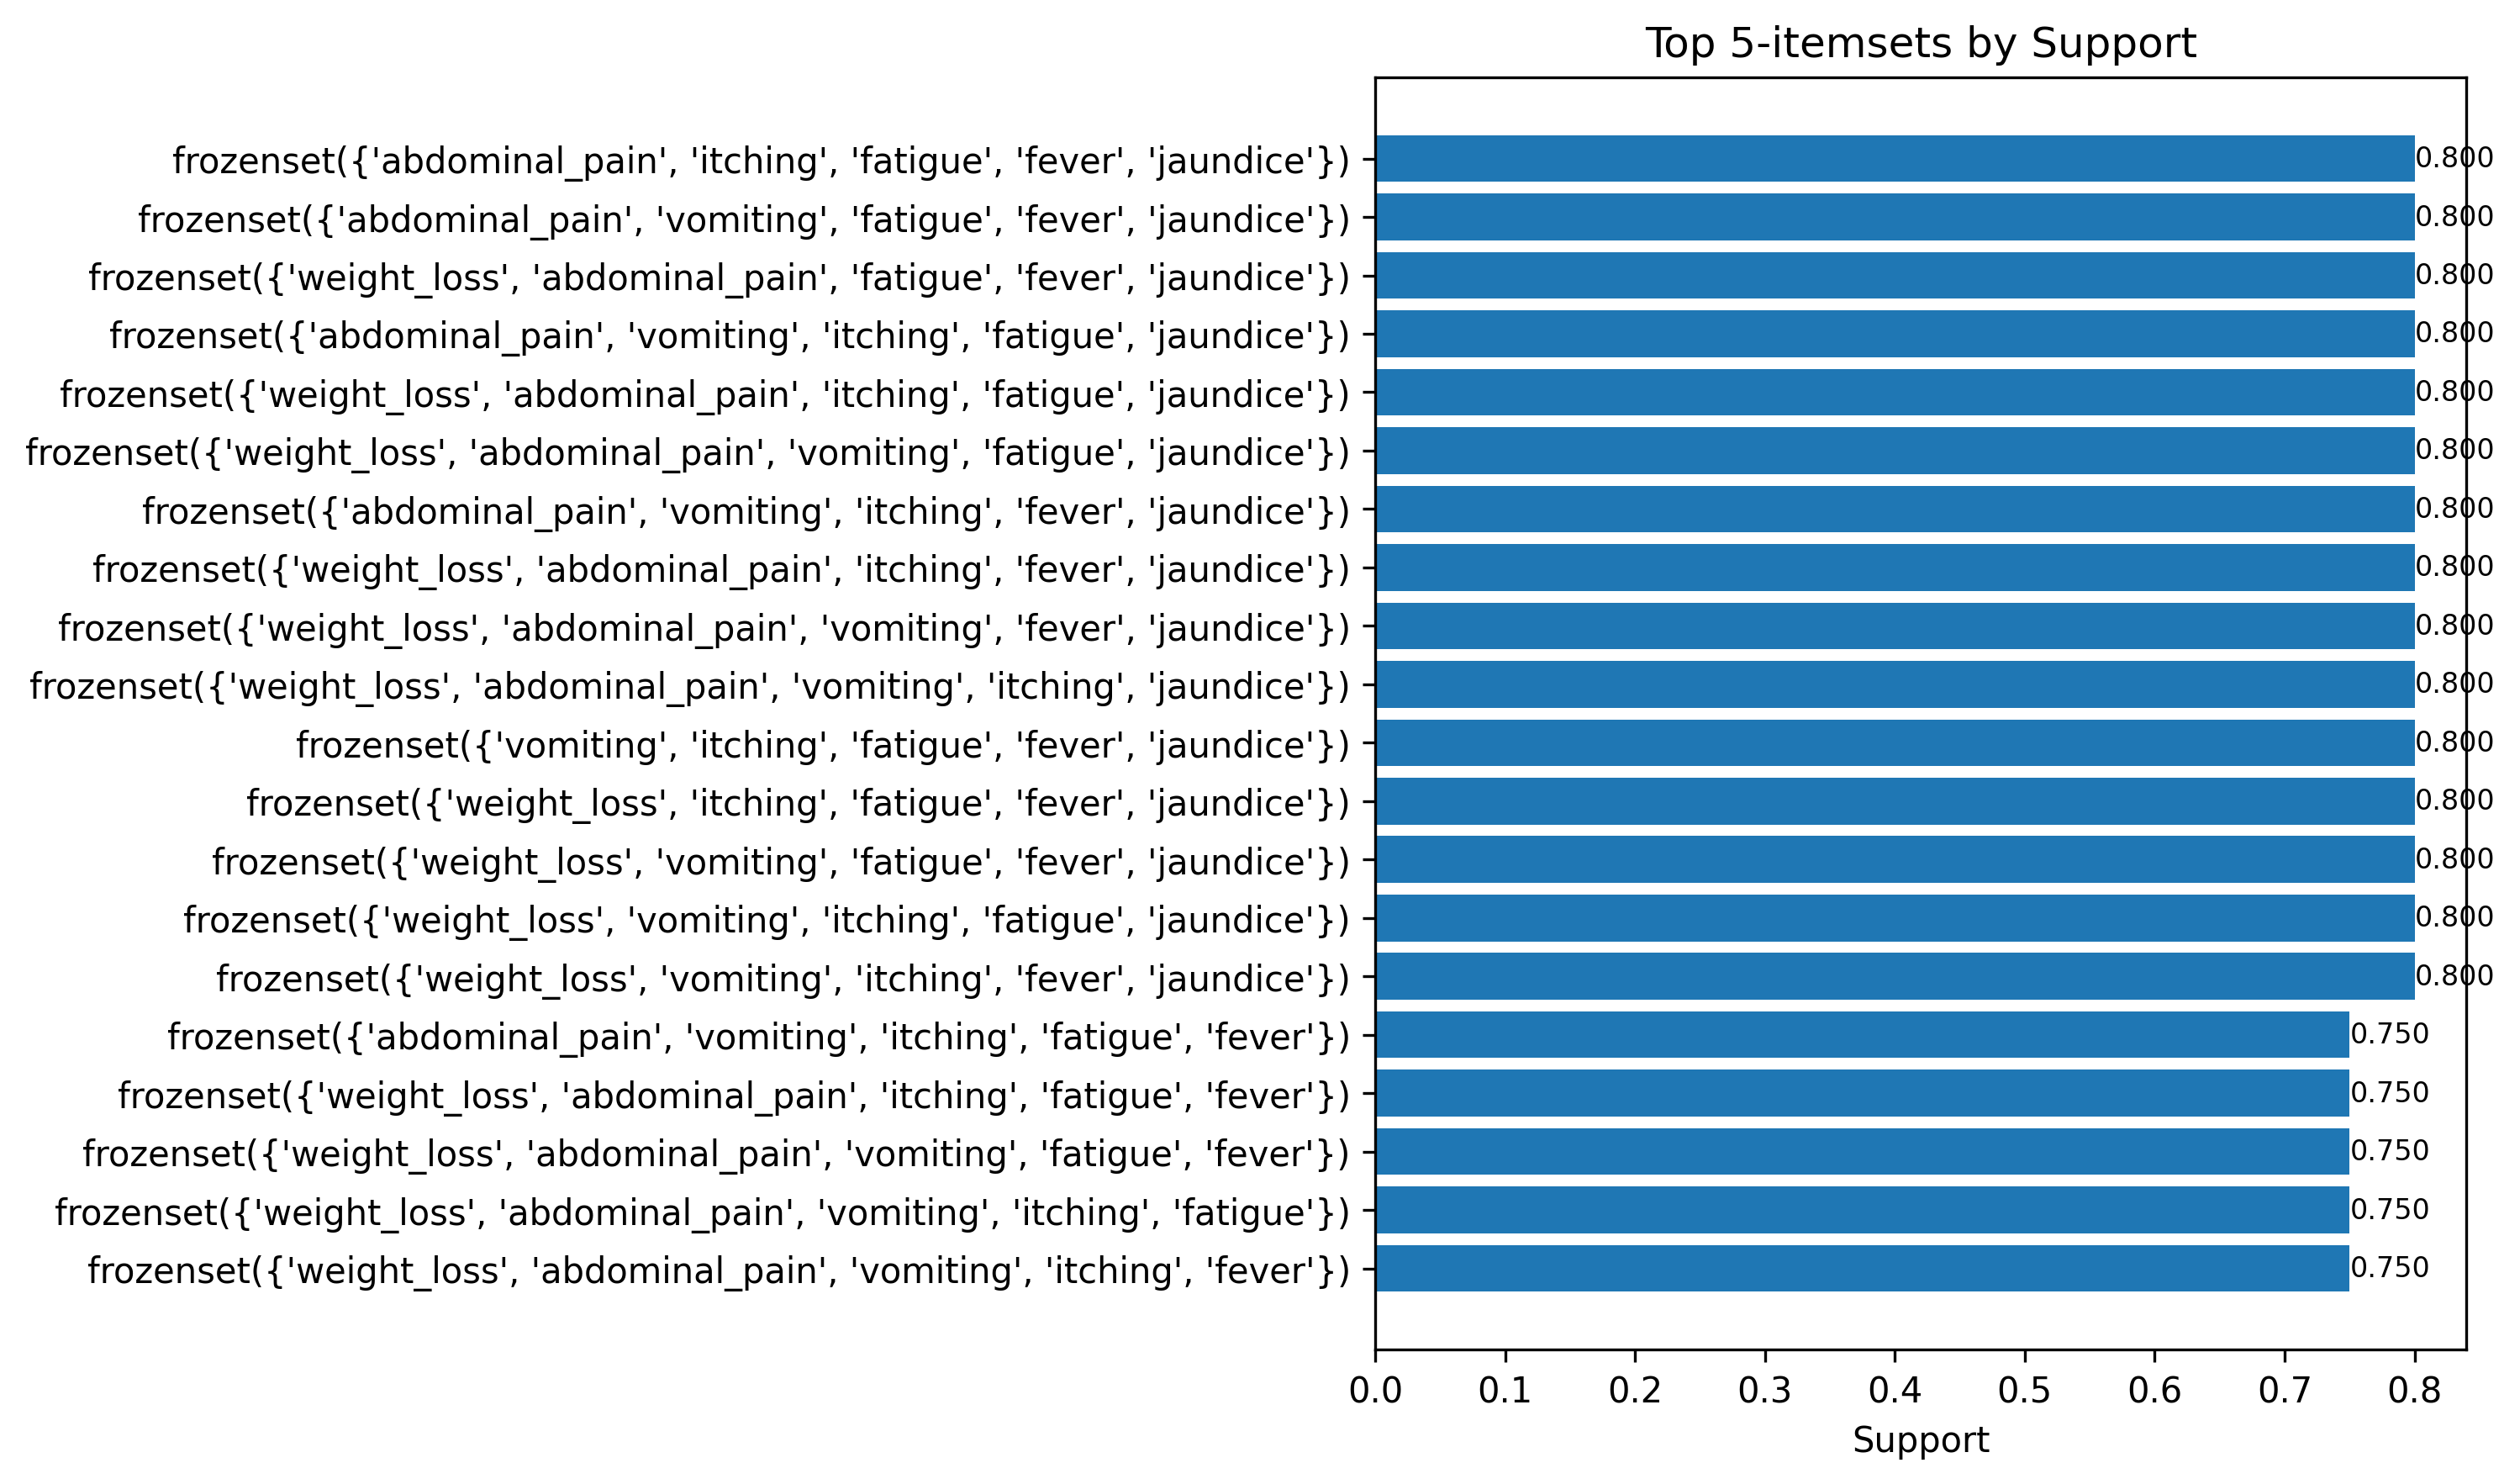 Top 5-itemsets by Support
frozenset({'abdominal_pain', 'itching', 'fatigue', 'fever', 'jaundice'}) 0.800
frozenset({'abdominal_pain', 'vomiting', 'fatigue', 'fever', 'jaundice'}) 0.800
frozenset({'weight_loss', 'abdominal_pain', 'fatigue', 'fever', 'jaundice'}) 0.800
frozenset({'abdominal_pain', 'vomiting', 'itching', 'fatigue', 'jaundice'}) 0.800
frozenset({'weight_loss', 'abdominal_pain', 'itching', 'fatigue', 'jaundice'}) 0.800
frozenset({'weight_loss', 'abdominal_pain', 'vomiting', 'fatigue', 'jaundice'}) 0.800
frozenset({'abdominal_pain', 'vomiting', 'itching', 'fever', 'jaundice'}) 0.800
frozenset({'weight_loss', 'abdominal_pain', 'itching', 'fever', 'jaundice'}) 0.800
frozenset({'weight_loss', 'abdominal_pain', 'vomiting', 'fever', 'jaundice'}) 0.800
frozenset({'weight_loss', 'abdominal_pain', 'vomiting', 'itching', 'jaundice'}) 0.800
frozenset({'vomiting', 'itching', 'fatigue', 'fever', 'jaundice'}) 0.800
frozenset({'weight_loss', 'itching', 'fatigue', 'fever', 'jaundice'}) 0.800
frozenset({'weight_loss', 'vomiting', 'fatigue', 'fever', 'jaundice'}) 0.800
frozenset({'weight_loss', 'vomiting', 'itching', 'fatigue', 'jaundice'}) 0.800
frozenset({'weight_loss', 'vomiting', 'itching', 'fever', 'jaundice'}) 0.800
frozenset({'abdominal_pain', 'vomiting', 'itching', 'fatigue', 'fever'}) 0.750
frozenset({'weight_loss', 'abdominal_pain', 'itching', 'fatigue', 'fever'}) 0.750
frozenset({'weight_loss', 'abdominal_pain', 'vomiting', 'fatigue', 'fever'}) 0.750
frozenset({'weight_loss', 'abdominal_pain', 'vomiting', 'itching', 'fatigue'}) 0.750
frozenset({'weight_loss', 'abdominal_pain', 'vomiting', 'itching', 'fever'}) 0.750
0.0 0.1 0.2 0.3 0.4 0.5 0.6 0.7 0.8
Support